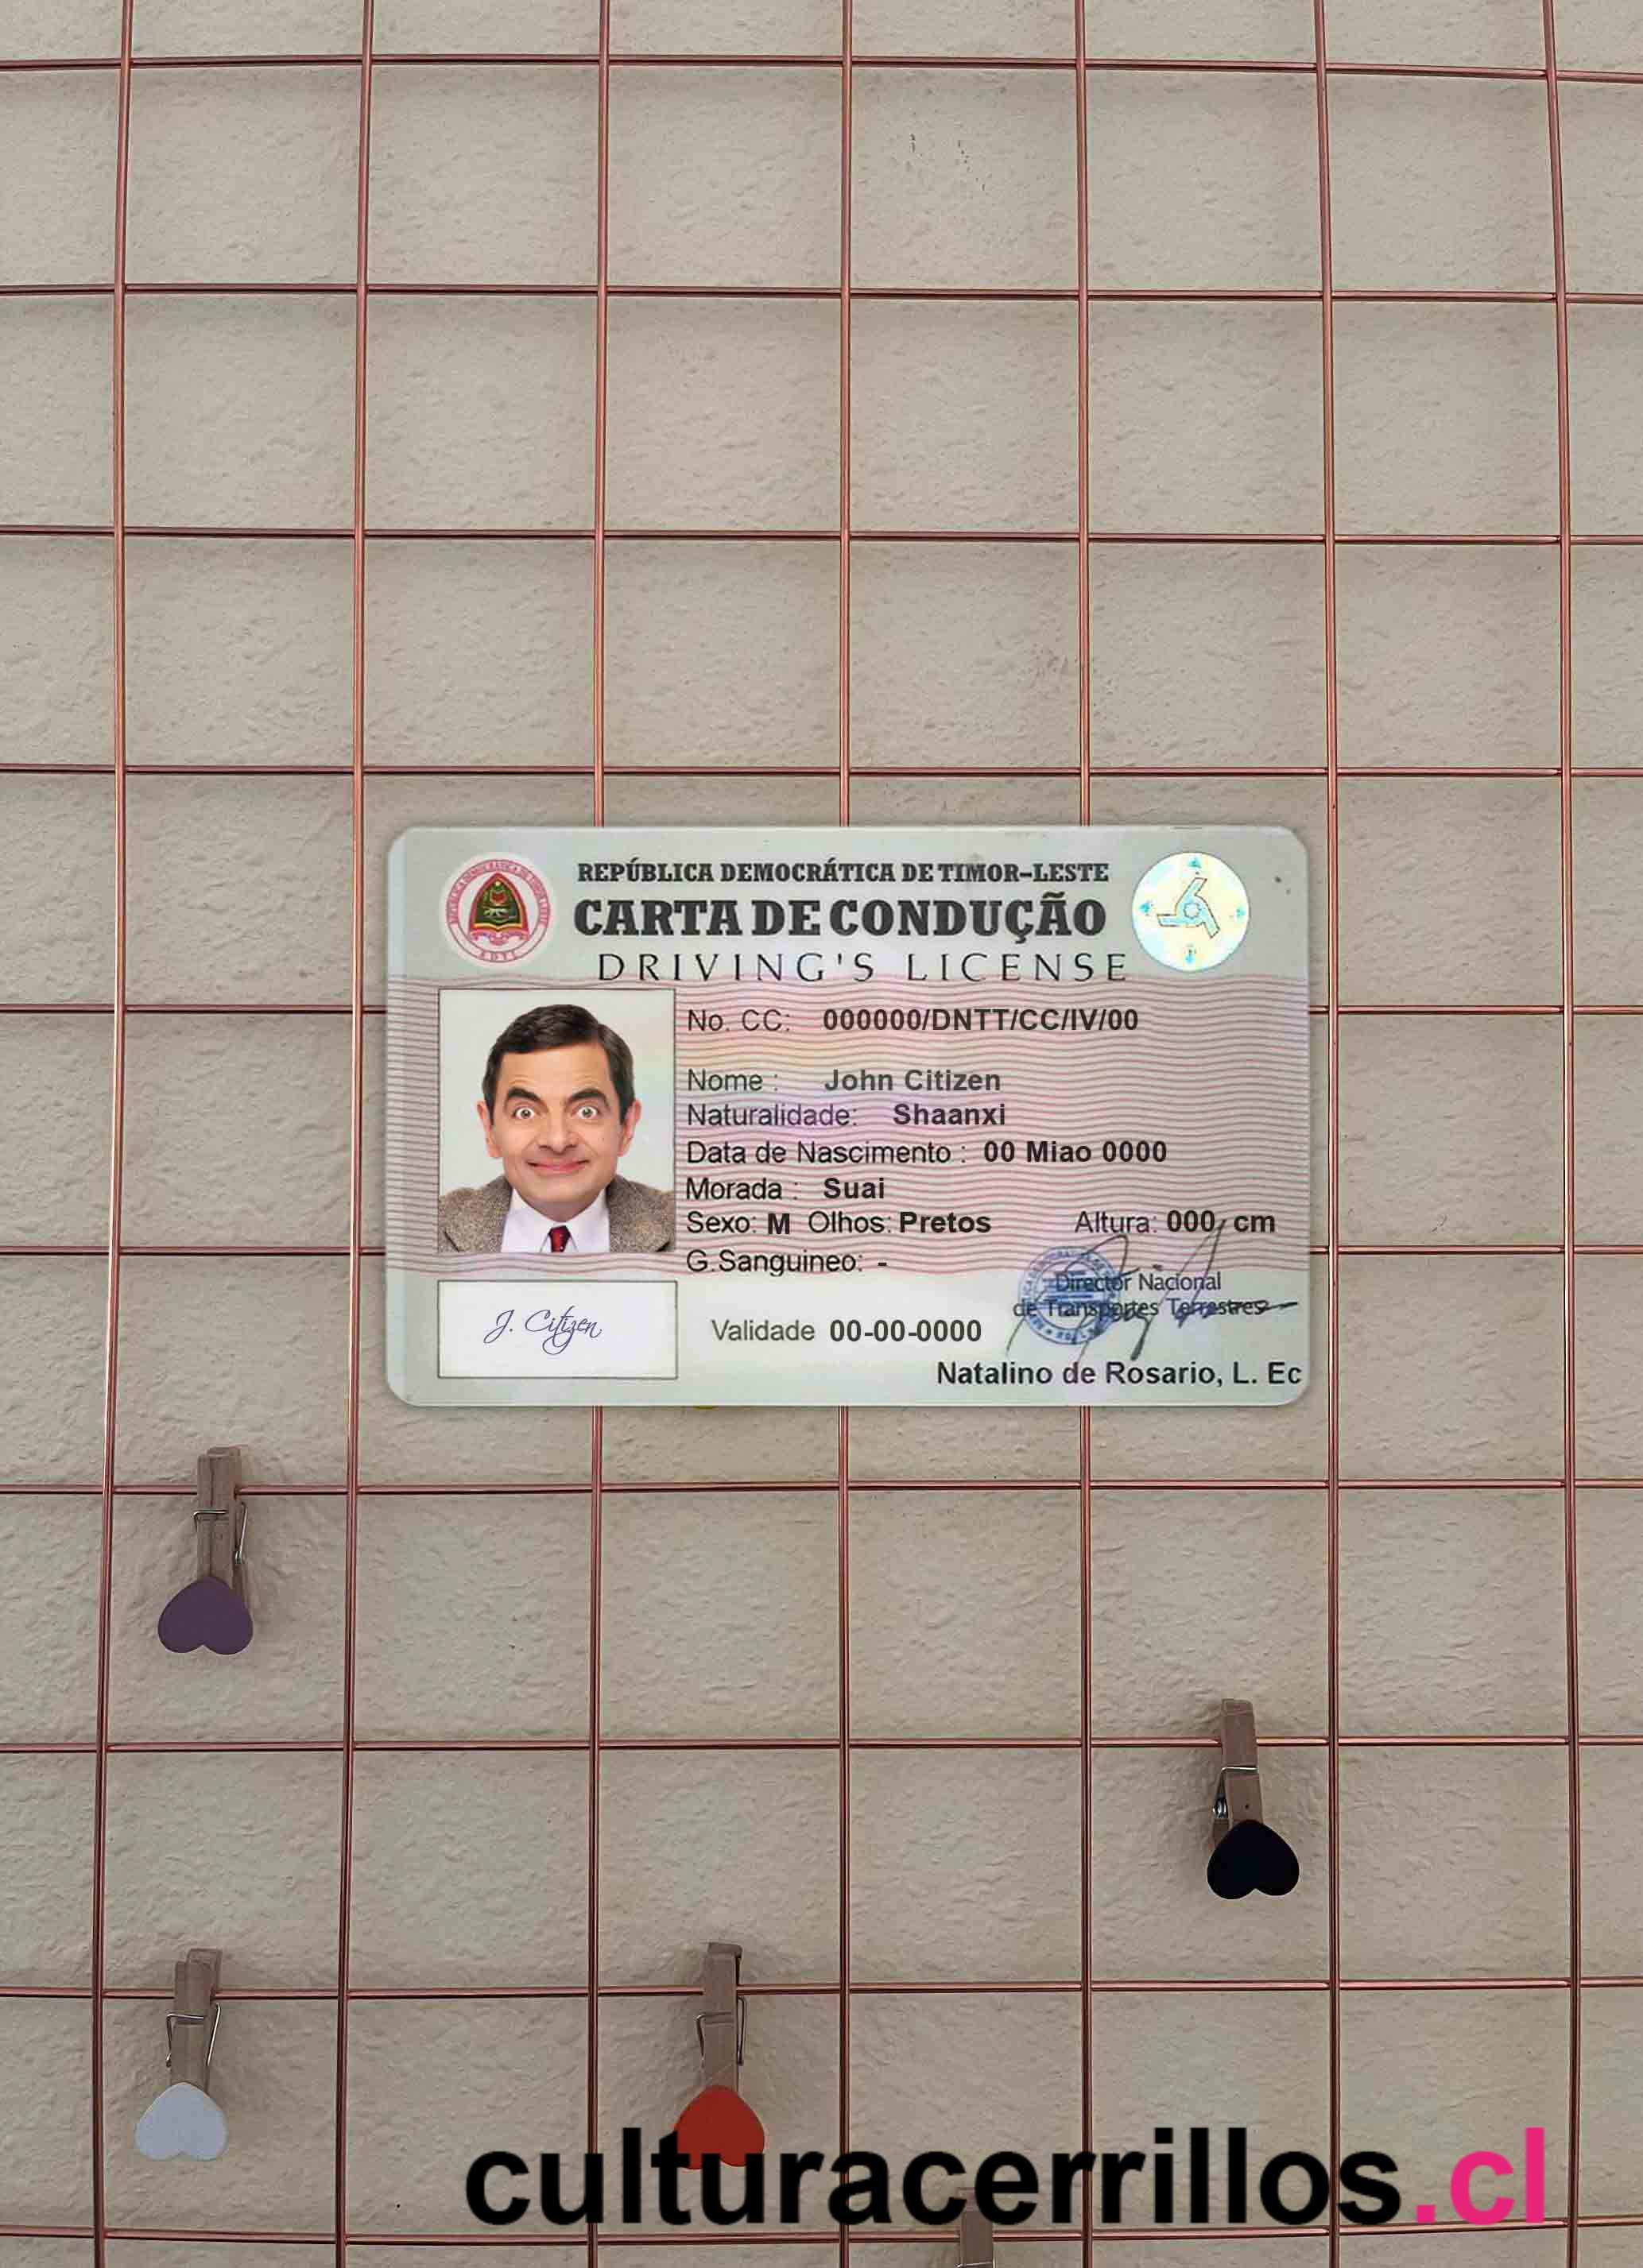 REPÚBLICA DEMOCRÁTICA DE TIMOR-LESTE
CARTA DE CONDUÇÃO
DRIVING'S LICENSE
No. CC: 000000/DNTT/CC/IV/00
Nome : John Citizen
Naturalidade: Shaanxi
Data de Nascimento : 00 Miao 0000
Morada : Suai
Sexo: M Olhos: Pretos Altura: 000 cm
G.Sanguineo: -
Director Nacional
de Transportes Terrestres
J. Citizen
Validade 00-00-0000
Natalino de Rosario, L. Ec
culturacerrillos.cl